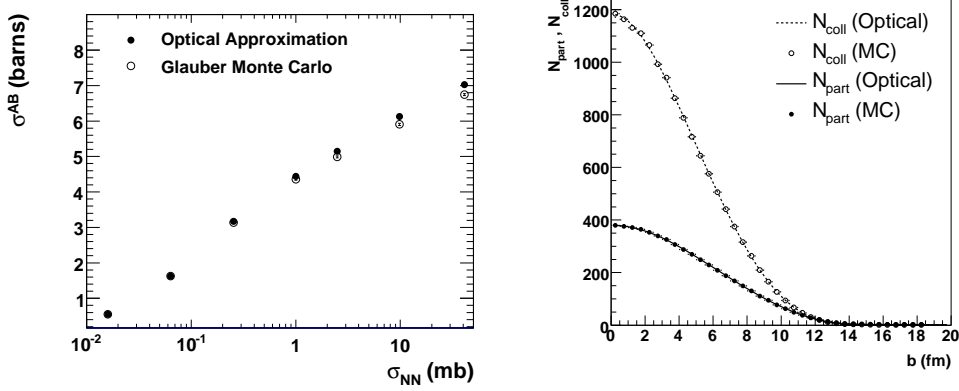 σ^AB (barns)
8
7
6
5
4
3
2
1
● Optical Approximation
○ Glauber Monte Carlo
10^-2
10^-1
1
10
σ_NN (mb)
N_part , N_coll
1200
1000
800
600
400
200
0
N_coll (Optical)
N_coll (MC)
N_part (Optical)
N_part (MC)
0 2 4 6 8 10 12 14 16 18 20
b (fm)